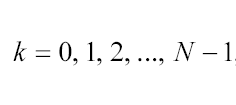 k = 0, 1, 2, ..., N − 1,